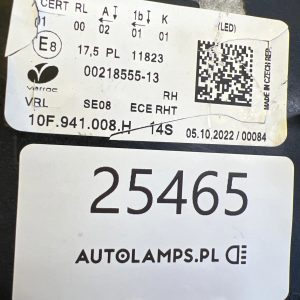 CERT RL A 1b K (LED)
01 00 02 01 01
E8 17,5 PL 11823
00218555-13
varroc RH
VRL SE08 ECE RHT
10F.941.008.H 14S 05.10.2022 / 00084
MADE IN CZECH REP.
25465
AUTOLAMPS.PL